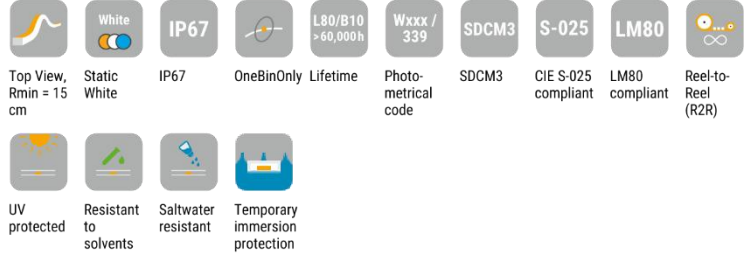 White
IP67
L80/B10
>60,000h
Wxxx /
339
SDCM3
S-025
LM80
Top View,
Rmin = 15
cm
Static
White
IP67
OneBinOnly
Lifetime
Photo-
metrical
code
SDCM3
CIE S-025
compliant
LM80
compliant
Reel-to-
Reel
(R2R)
UV
protected
Resistant
to
solvents
Saltwater
resistant
Temporary
immersion
protection